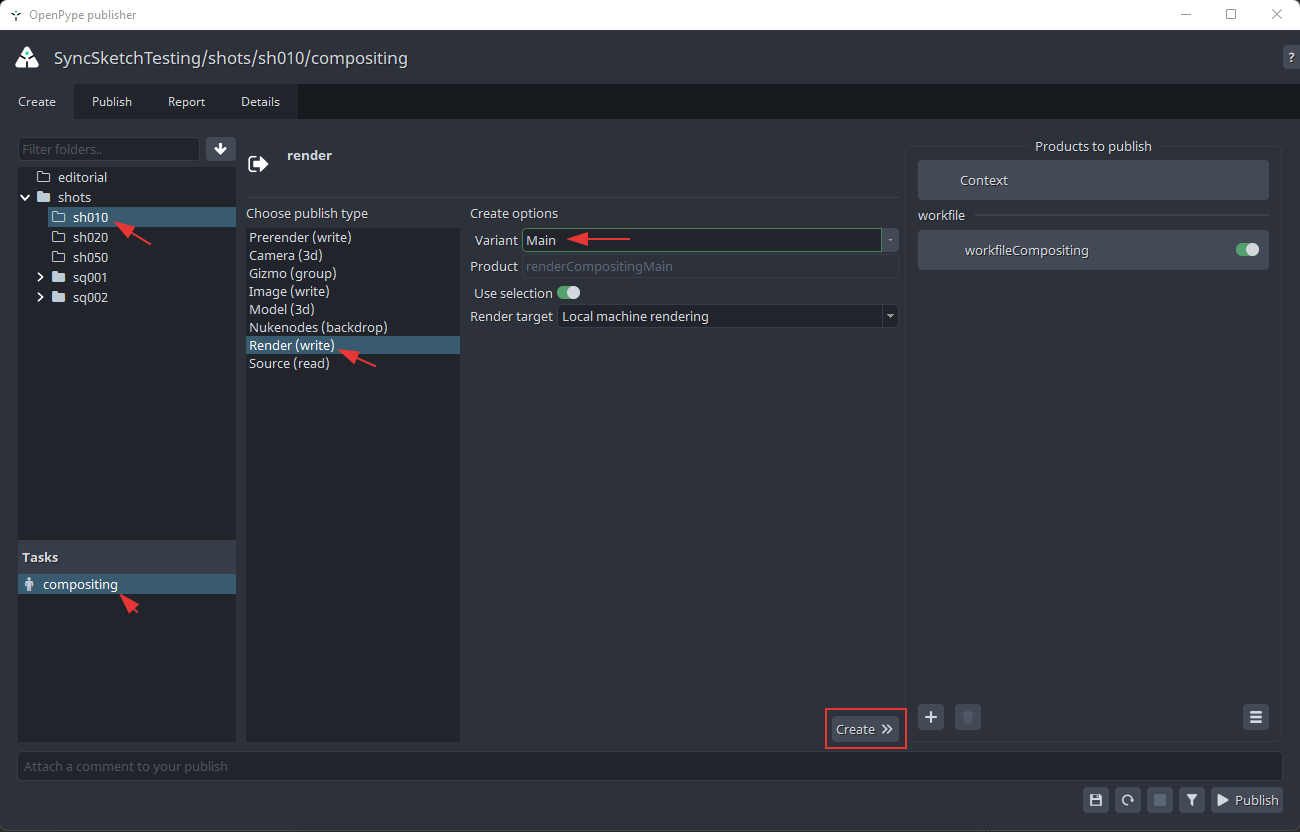 OpenPype publisher
SyncSketchTesting/shots/sh010/compositing
?
Create
Publish
Report
Details
Filter folders..
editorial
shots
sh010
sh020
sh050
sq001
sq002
Tasks
compositing
render
Choose publish type
Prerender (write)
Camera (3d)
Gizmo (group)
Image (write)
Model (3d)
Nukenodes (backdrop)
Render (write)
Source (read)
Create options
Variant Main
Product renderCompositingMain
Use selection
Render target Local machine rendering
Create
Products to publish
Context
workfile
workfileCompositing
Attach a comment to your publish
Publish